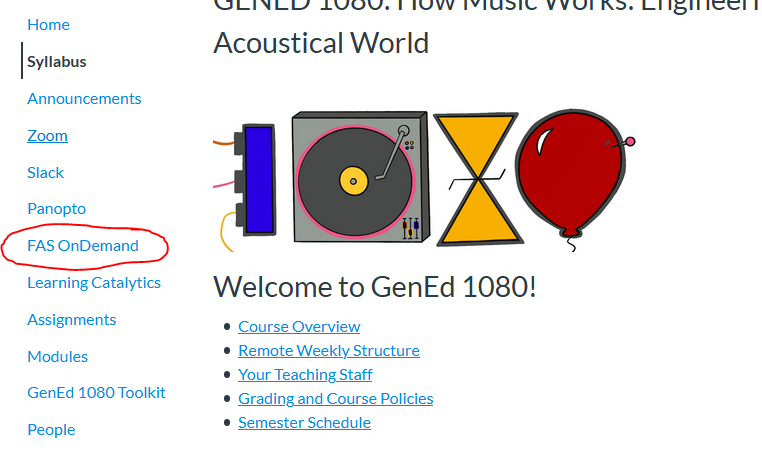 Home
Syllabus
Announcements
Zoom
Slack
Panopto
FAS OnDemand
Learning Catalytics
Assignments
Modules
GenEd 1080 Toolkit
People
GENED 1080: How Music Works:
Acoustical World
Welcome to GenEd 1080!
Course Overview
Remote Weekly Structure
Your Teaching Staff
Grading and Course Policies
Semester Schedule